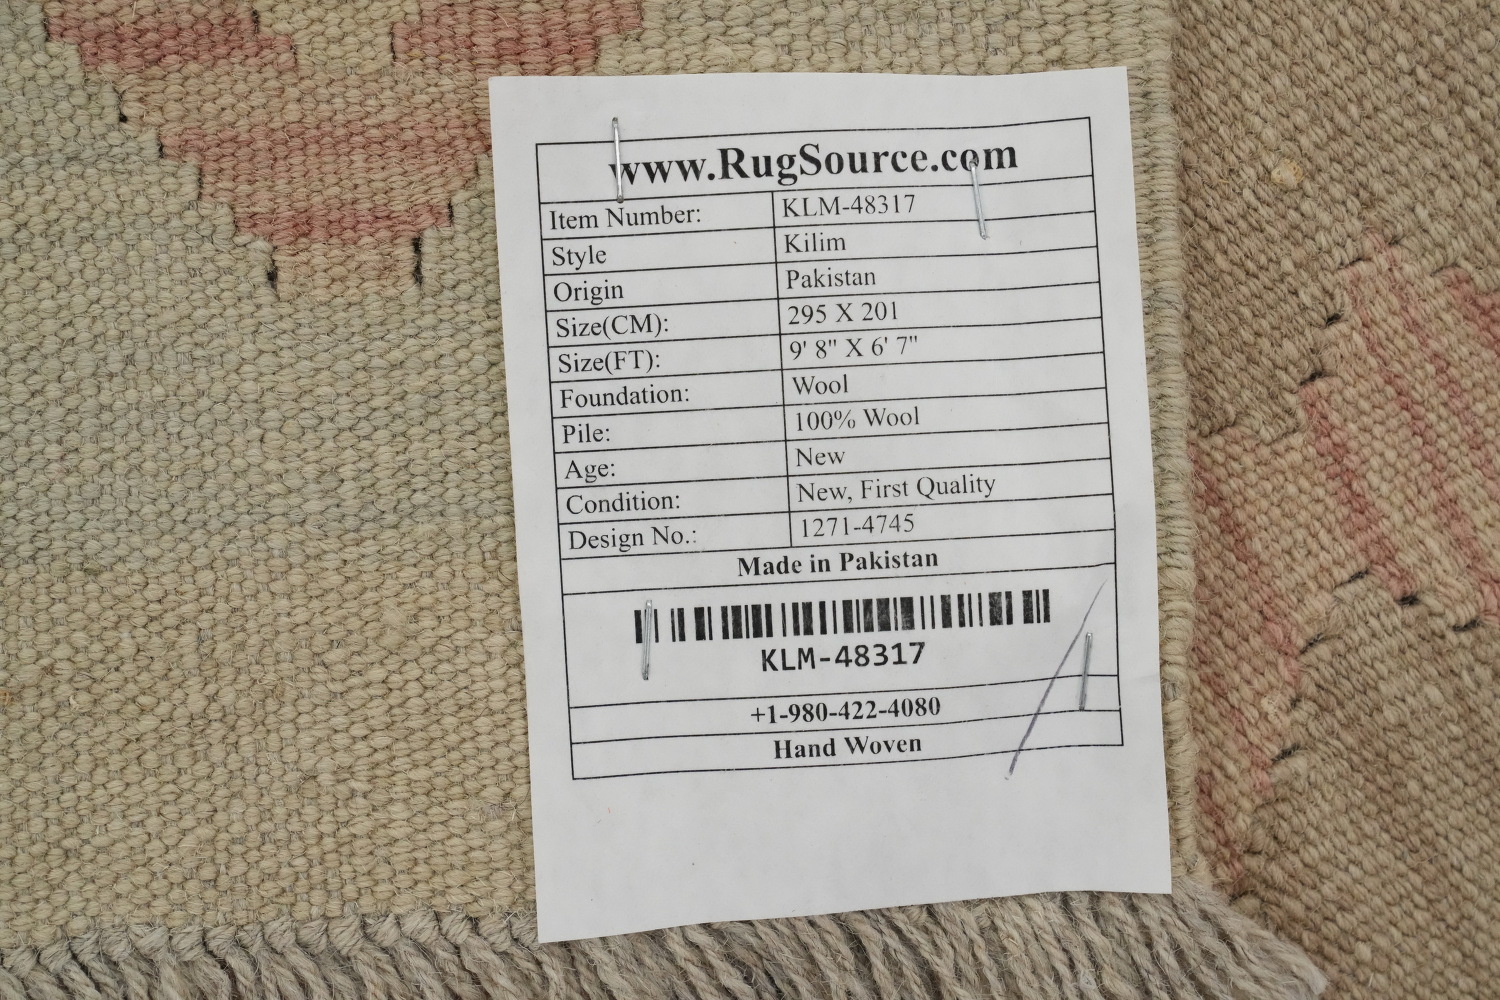 www.RugSource.com
Item Number: KLM-48317
Style Kilim
Origin Pakistan
Size(CM): 295 X 201
Size(FT): 9' 8" X 6' 7"
Foundation: Wool
Pile: 100% Wool
Age: New
Condition: New, First Quality
Design No.: 1271-4745
Made in Pakistan
KLM-48317
+1-980-422-4080
Hand Woven